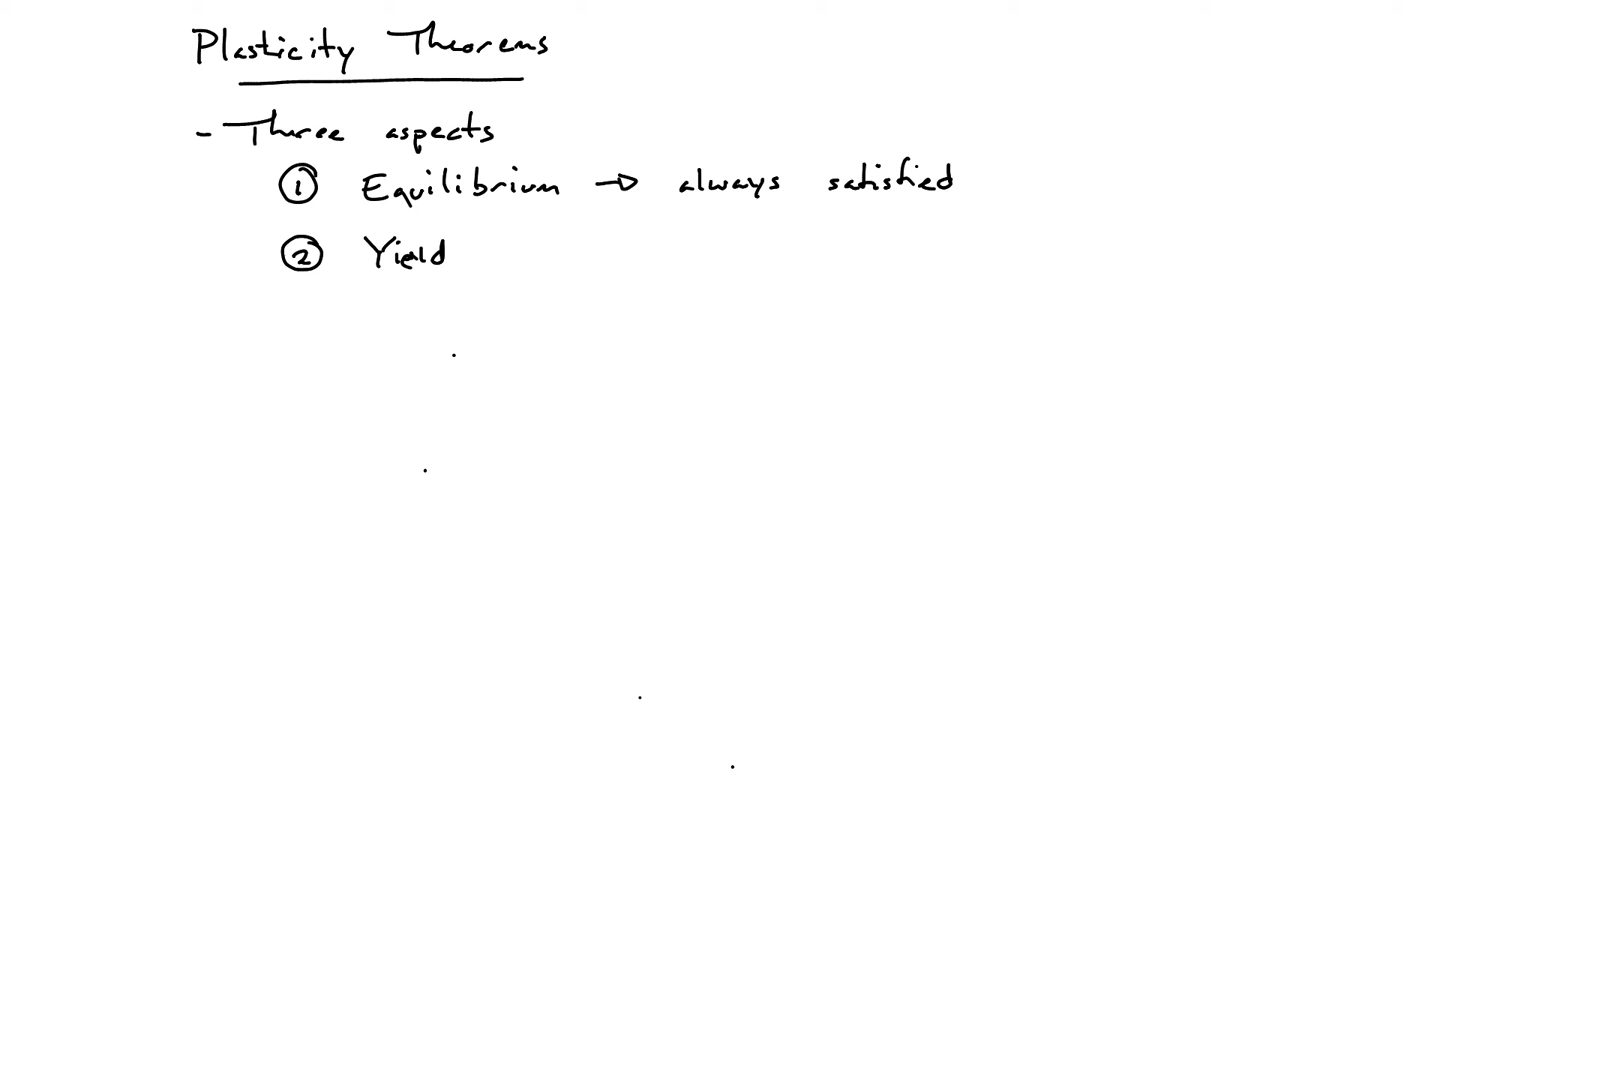 Plasticity Theorems
- Three aspects
① Equilibrium → always satisfied
② Yield